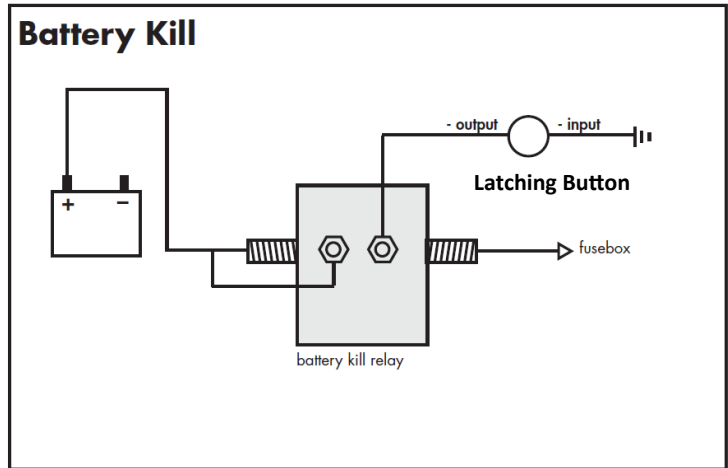 Battery Kill
- output
- input
Latching Button
+
−
fusebox
battery kill relay